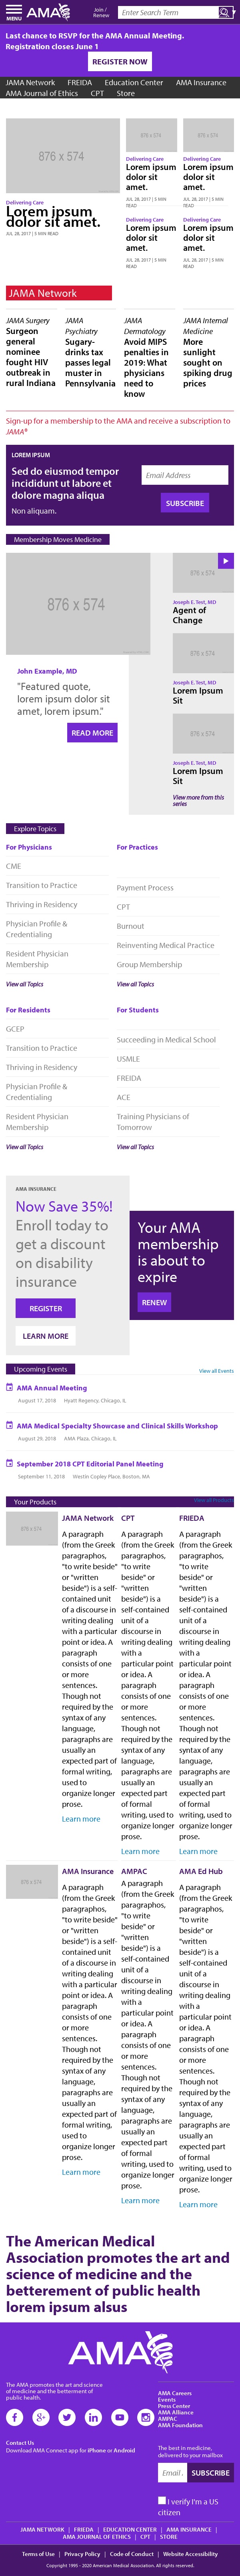 MENU
AMA
Join /
Renew
Enter Search Term
Last chance to RSVP for the AMA Annual Meeting.
Registration closes June 1
REGISTER NOW
JAMA Network FREIDA Education Center AMA Insurance
AMA Journal of Ethics CPT Store
876 x 574
Delivering Care
Lorem ipsum
dolor sit amet.
JUL 28, 2017 | 5 MIN READ
876 x 574
Delivering Care
Lorem ipsum
dolor sit
amet.
JUL 28, 2017 | 5 MIN
READ
876 x 574
Delivering Care
Lorem ipsum
dolor sit
amet.
JUL 28, 2017 | 5 MIN
READ
Delivering Care
Lorem ipsum
dolor sit
amet.
JUL 28, 2017 | 5 MIN
READ
Delivering Care
Lorem ipsum
dolor sit
amet.
JUL 28, 2017 | 5 MIN
READ
JAMA Network
JAMA Surgery
Surgeon
general
nominee
fought HIV
outbreak in
rural Indiana
JAMA
Psychiatry
Sugary-
drinks tax
passes legal
muster in
Pennsylvania
JAMA
Dermatology
Avoid MIPS
penalties in
2019: What
physicians
need to
know
JAMA Internal
Medicine
More
sunlight
sought on
spiking drug
prices
Sign-up for a membership to the AMA and receive a subscription to
JAMA®
LOREM IPSUM
Sed do eiusmod tempor
incididunt ut labore et
dolore magna aliqua
Non aliquam.
Email Address
SUBSCRIBE
Membership Moves Medicine
876 x 574
John Example, MD
"Featured quote,
lorem ipsum dolor sit
amet, lorem ipsum."
READ MORE
876 x 574
Joseph E. Test, MD
Agent of
Change
876 x 574
Joseph E. Test, MD
Lorem Ipsum
Sit
876 x 574
Joseph E. Test, MD
Lorem Ipsum
Sit
View more from this
series
Explore Topics
For Physicians
CME
Transition to Practice
Thriving in Residency
Physician Profile &
Credentialing
Resident Physician
Membership
View all Topics
For Practices
Payment Process
CPT
Burnout
Reinventing Medical Practice
Group Membership
View all Topics
For Residents
GCEP
Transition to Practice
Thriving in Residency
Physician Profile &
Credentialing
Resident Physician
Membership
View all Topics
For Students
Succeeding in Medical School
USMLE
FREIDA
ACE
Training Physicians of
Tomorrow
View all Topics
AMA INSURANCE
Now Save 35%!
Enroll today to
get a discount
on disability
insurance
REGISTER
LEARN MORE
Your AMA
membership
is about to
expire
RENEW
Upcoming Events
View all Events
AMA Annual Meeting
August 17, 2018 Hyatt Regency, Chicago, IL
AMA Medical Specialty Showcase and Clinical Skills Workshop
August 29, 2018 AMA Plaza, Chicago, IL
September 2018 CPT Editorial Panel Meeting
September 11, 2018 Westin Copley Place, Boston, MA
Your Products
View all Products
876 x 574
JAMA Network
A paragraph
(from the Greek
paragraphos,
"to write beside"
or "written
beside") is a self-
contained unit
of a discourse in
writing dealing
with a particular
point or idea. A
paragraph
consists of one
or more
sentences.
Though not
required by the
syntax of any
language,
paragraphs are
usually an
expected part of
formal writing,
used to
organize longer
prose.
Learn more
CPT
A paragraph
(from the Greek
paragraphos,
"to write
beside" or
"written
beside") is a
self-contained
unit of a
discourse in
writing dealing
with a
particular point
or idea. A
paragraph
consists of one
or more
sentences.
Though not
required by the
syntax of any
language,
paragraphs are
usually an
expected part
of formal
writing, used to
organize longer
prose.
Learn more
FRIEDA
A paragraph
(from the Greek
paragraphos,
"to write
beside" or
"written
beside") is a
self-contained
unit of a
discourse in
writing dealing
with a
particular point
or idea. A
paragraph
consists of one
or more
sentences.
Though not
required by the
syntax of any
language,
paragraphs are
usually an
expected part
of formal
writing, used to
organize longer
prose.
Learn more
876 x 574
AMA Insurance
A paragraph
(from the Greek
paragraphos,
"to write beside"
or "written
beside") is a self-
contained unit
of a discourse in
writing dealing
with a particular
point or idea. A
paragraph
consists of one
or more
sentences.
Though not
required by the
syntax of any
language,
paragraphs are
usually an
expected part of
formal writing,
used to
organize longer
prose.
Learn more
AMPAC
A paragraph
(from the Greek
paragraphos,
"to write
beside" or
"written
beside") is a
self-contained
unit of a
discourse in
writing dealing
with a
particular point
or idea. A
paragraph
consists of one
or more
sentences.
Though not
required by the
syntax of any
language,
paragraphs are
usually an
expected part
of formal
writing, used to
organize longer
prose.
Learn more
AMA Ed Hub
A paragraph
(from the Greek
paragraphos,
"to write
beside" or
"written
beside") is a
self-contained
unit of a
discourse in
writing dealing
with a
particular point
or idea. A
paragraph
consists of one
or more
sentences.
Though not
required by the
syntax of any
language,
paragraphs are
usually an
expected part
of formal
writing, used to
organize longer
prose.
Learn more
The American Medical
Association promotes the art and
science of medicine and the
betterement of public health
lorem ipsum alsus
AMA
The AMA promotes the art and science
of medicine and the betterment of
public health.
Contact Us
Download AMA Connect app for iPhone or Android
AMA Careers
Events
Press Center
AMA Alliance
AMPAC
AMA Foundation
The best in medicine,
delivered to your mailbox
Email
SUBSCRIBE
I verify I'm a US
citizen
JAMA NETWORK | FRIEDA | EDUCATION CENTER | AMA INSURANCE |
AMA JOURNAL OF ETHICS | CPT | STORE
Terms of Use | Privacy Policy | Code of Conduct | Website Accessibility
Copyright 1995 - 2020 American Medical Association. All rights reserved.